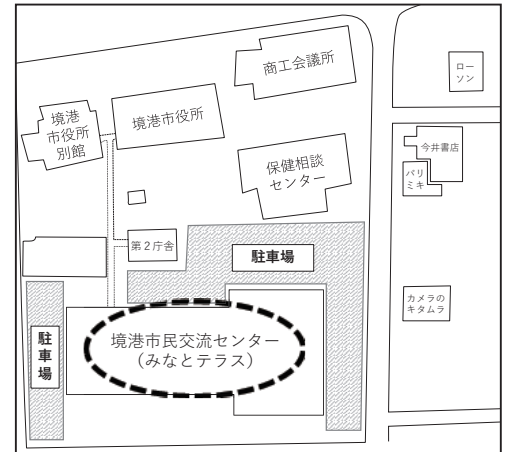 商工会議所
ロー
ソン
境港
市役所
別館
境港市役所
今井書店
パリ
ミキ
保健相談
センター
第2庁舎
駐車場
カメラの
キタムラ
駐車場
境港市民交流センター
(みなとテラス)